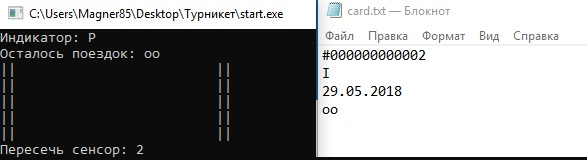 C:\Users\Magner85\Desktop\Турникет\start.exe
Индикатор: P
Осталось поездок: oo
||                       ||
||                       ||
||                       ||
||                       ||
||                       ||
Пересечь сенсор: 2
card.txt — Блокнот
Файл Правка Формат Вид Справка
#000000000002
I
29.05.2018
oo